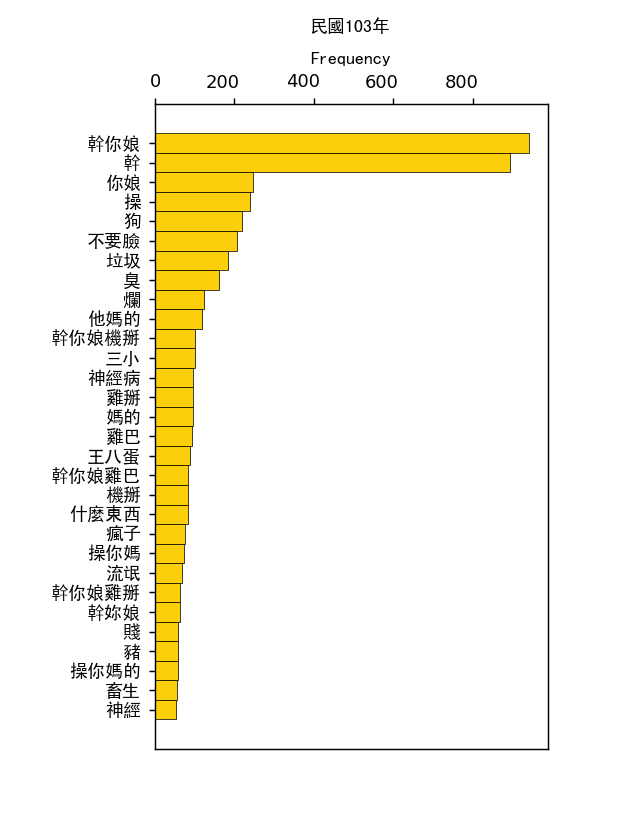 民國103年
Frequency
0 200 400 600 800
幹你娘
幹
你娘
操
狗
不要臉
垃圾
臭
爛
他媽的
幹你娘機掰
三小
神經病
雞掰
媽的
雞巴
王八蛋
幹你娘雞巴
機掰
什麼東西
瘋子
操你媽
流氓
幹你娘雞掰
幹妳娘
賤
豬
操你媽的
畜生
神經